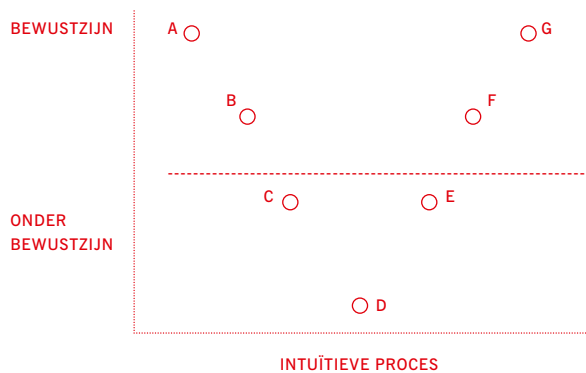 BEWUSTZIJN
A
G
B
F
C
E
ONDER
BEWUSTZIJN
D
INTUÏTIEVE PROCES